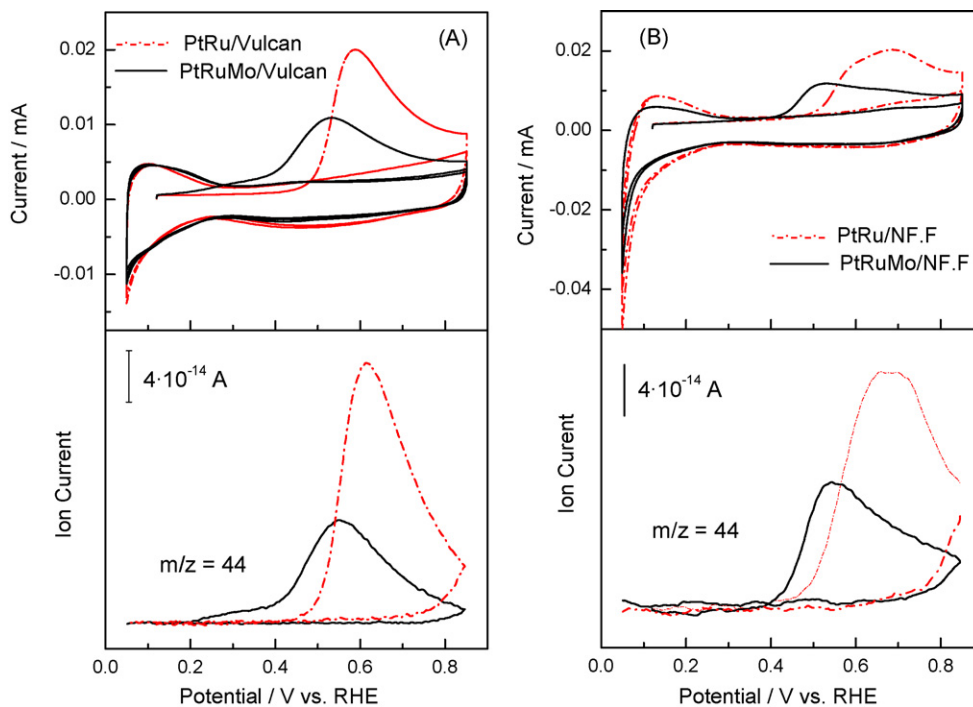 PtRu/Vulcan
PtRuMo/Vulcan
(A)
0.02
0.01
0.00
-0.01
Current / mA
4·10-14 A
m/z = 44
Ion Current
0.0 0.2 0.4 0.6 0.8
Potential / V vs. RHE
(B)
0.02
0.00
-0.02
-0.04
Current / mA
PtRu/NF.F
PtRuMo/NF.F
4·10-14 A
m/z = 44
Ion Current
0.0 0.2 0.4 0.6 0.8
Potential / V vs. RHE